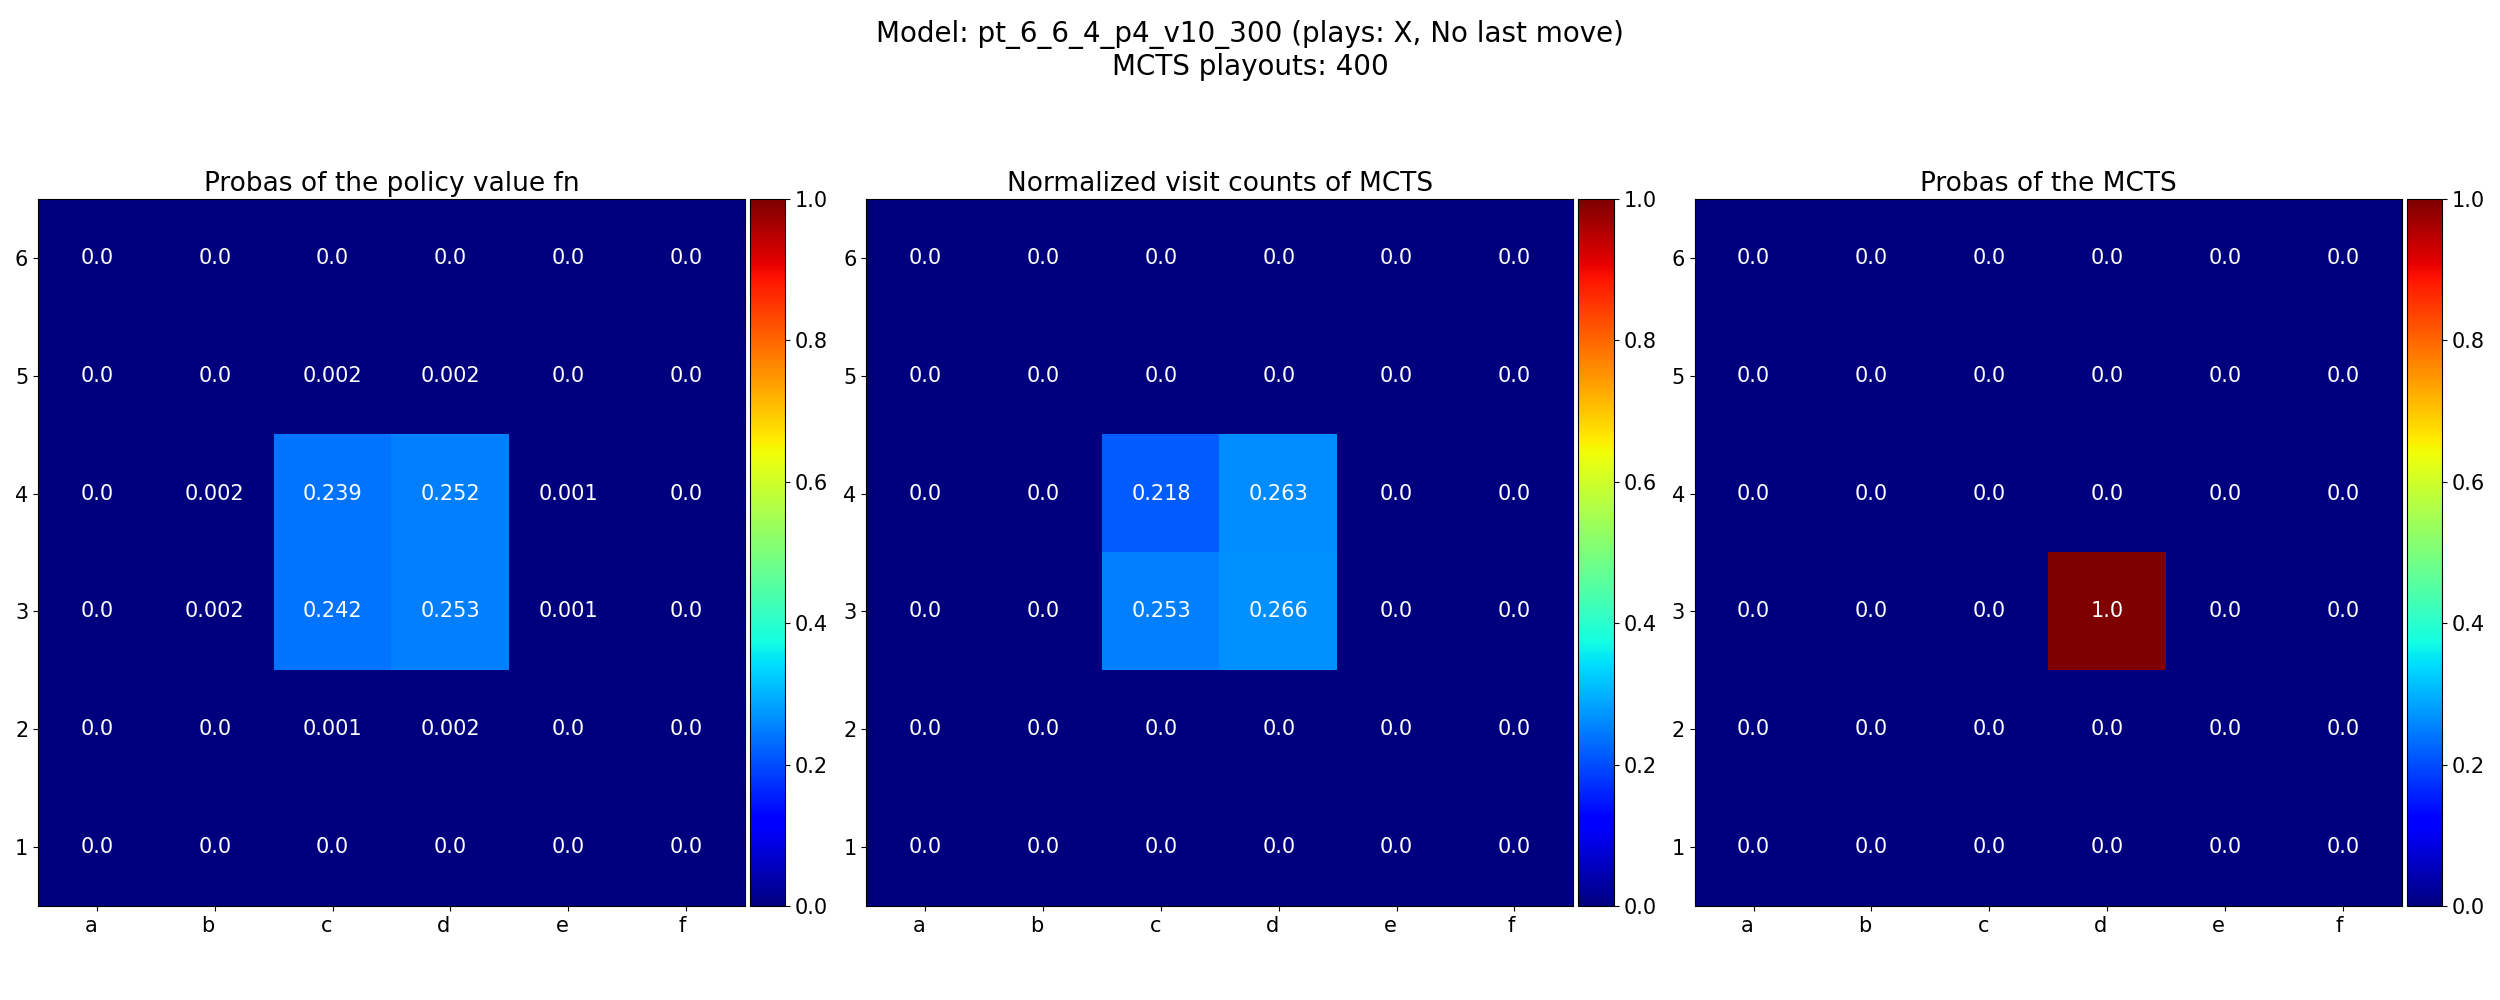 Model: pt_6_6_4_p4_v10_300 (plays: X, No last move)
MCTS playouts: 400
Probas of the policy value fn
6 0.0 0.0 0.0 0.0 0.0 0.0
5 0.0 0.0 0.002 0.002 0.0 0.0
4 0.0 0.002 0.239 0.252 0.001 0.0
3 0.0 0.002 0.242 0.253 0.001 0.0
2 0.0 0.0 0.001 0.002 0.0 0.0
1 0.0 0.0 0.0 0.0 0.0 0.0
a b c d e f
1.0
0.8
0.6
0.4
0.2
0.0
Normalized visit counts of MCTS
6 0.0 0.0 0.0 0.0 0.0 0.0
5 0.0 0.0 0.0 0.0 0.0 0.0
4 0.0 0.0 0.218 0.263 0.0 0.0
3 0.0 0.0 0.253 0.266 0.0 0.0
2 0.0 0.0 0.0 0.0 0.0 0.0
1 0.0 0.0 0.0 0.0 0.0 0.0
a b c d e f
1.0
0.8
0.6
0.4
0.2
0.0
Probas of the MCTS
6 0.0 0.0 0.0 0.0 0.0 0.0
5 0.0 0.0 0.0 0.0 0.0 0.0
4 0.0 0.0 0.0 0.0 0.0 0.0
3 0.0 0.0 0.0 1.0 0.0 0.0
2 0.0 0.0 0.0 0.0 0.0 0.0
1 0.0 0.0 0.0 0.0 0.0 0.0
a b c d e f
1.0
0.8
0.6
0.4
0.2
0.0